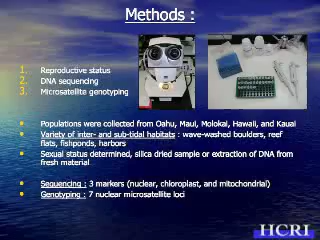 Methods :
1. Reproductive status
2. DNA sequencing
3. Microsatellite genotyping
• Populations were collected from Oahu, Maui, Molokai, Hawaii, and Kauai
• Variety of inter- and sub-tidal habitats : wave-washed boulders, reef
flats, fishponds, harbors
• Sexual status determined, silica dried sample or extraction of DNA from
fresh material
• Sequencing : 3 markers (nuclear, chloroplast, and mitochondrial)
• Genotyping : 7 nuclear microsatellite loci
HCRI